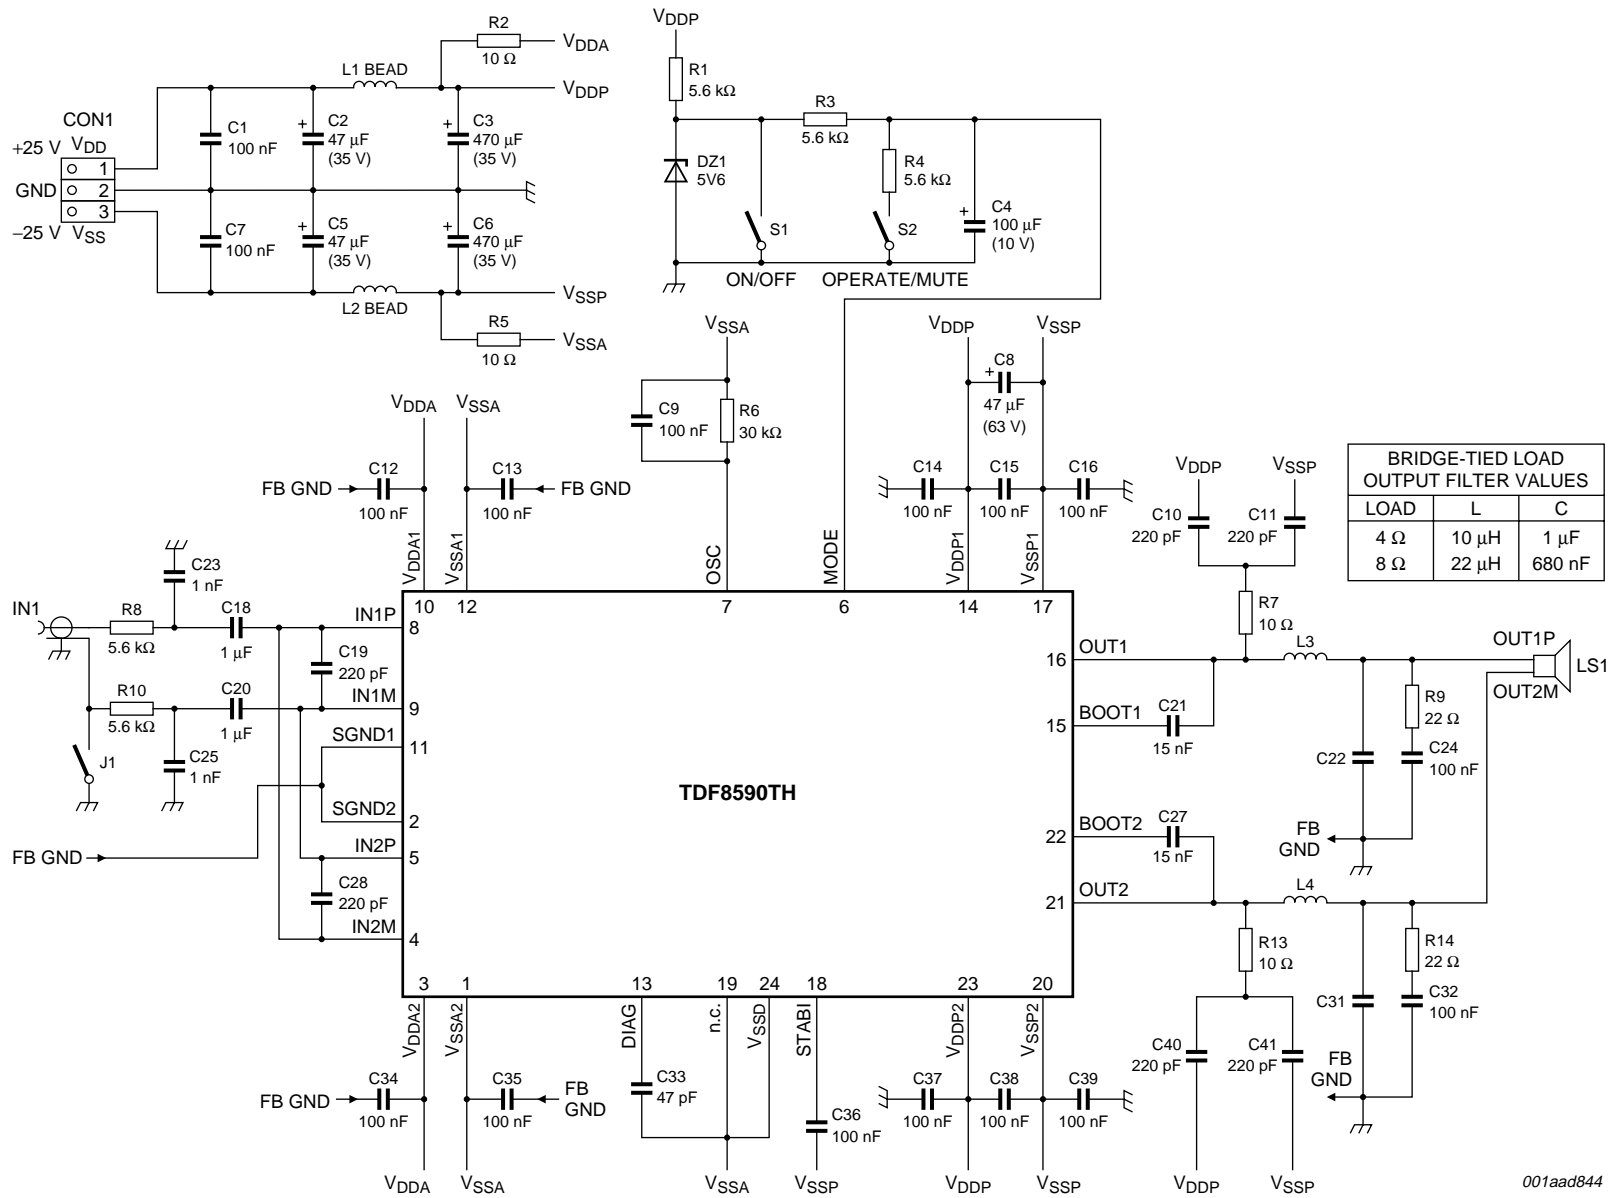 CON1
+25 V
VDD
1
GND
2
3
−25 V
VSS
R2
10 Ω
VDDA
L1 BEAD
VDDP
C1
100 nF
+
C2
47 μF
(35 V)
+
C3
470 μF
(35 V)
C7
100 nF
+
C5
47 μF
(35 V)
+
C6
470 μF
(35 V)
L2 BEAD
VSSP
R5
10 Ω
VSSA
VDDP
R1
5.6 kΩ
R3
5.6 kΩ
DZ1
5V6
R4
5.6 kΩ
S1
S2
+
C4
100 μF
(10 V)
ON/OFF
OPERATE/MUTE
VSSA
C9
100 nF
R6
30 kΩ
VDDP
VSSP
+
C8
47 μF
(63 V)
C14
100 nF
C15
100 nF
C16
100 nF
VDDA
VSSA
FB GND
C12
100 nF
C13
100 nF
FB GND
VDDP
VSSP
C10
220 pF
C11
220 pF
R7
10 Ω
BRIDGE-TIED LOAD
OUTPUT FILTER VALUES
LOAD L C
4 Ω 10 μH 1 μF
8 Ω 22 μH 680 nF
VDDA1
VSSA1
OSC
MODE
VDDP1
VSSP1
10
12
7
6
14
17
IN1
R8
5.6 kΩ
C23
1 nF
C18
1 μF
IN1P
8
C19
220 pF
R10
5.6 kΩ
C20
1 μF
IN1M
9
J1
C25
1 nF
SGND1
11
SGND2
2
FB GND
IN2P
5
C28
220 pF
IN2M
4
TDF8590TH
16
OUT1
15
BOOT1
C21
15 nF
L3
OUT1P
LS1
OUT2M
R9
22 Ω
C22
C24
100 nF
FB
GND
22
BOOT2
C27
15 nF
21
OUT2
L4
R13
10 Ω
R14
22 Ω
C31
C32
100 nF
FB
GND
C40
220 pF
C41
220 pF
VDDP
VSSP
3
1
13
19
24
18
23
20
VDDA2
VSSA2
DIAG
n.c.
VSSD
STABI
VDDP2
VSSP2
FB GND
C34
100 nF
C35
100 nF
FB
GND
C33
47 pF
C36
100 nF
C37
100 nF
C38
100 nF
C39
100 nF
VDDA
VSSA
VSSA
VSSP
VDDP
VSSP
001aad844